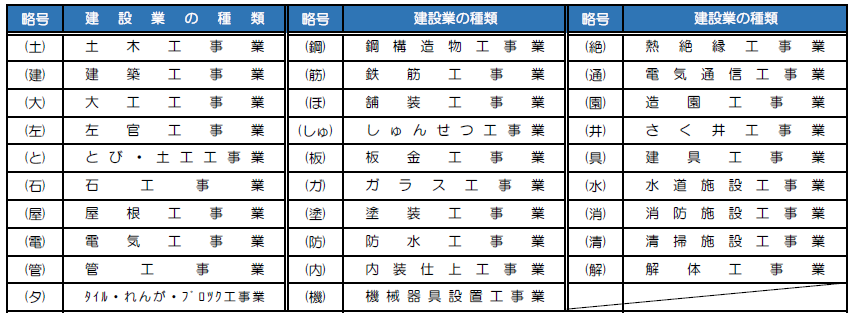 略号 建設業の種類 略号 建設業の種類 略号 建設業の種類
(土) 土木工事業 (鋼) 鋼構造物工事業 (絶) 熱絶縁工事業
(建) 建築工事業 (筋) 鉄筋工事業 (通) 電気通信工事業
(大) 大工工事業 (ほ) 舗装工事業 (園) 造園工事業
(左) 左官工事業 (しゅ) しゅんせつ工事業 (井) さく井工事業
(と) とび・土工工事業 (板) 板金工事業 (具) 建具工事業
(石) 石工事業 (ガ) ガラス工事業 (水) 水道施設工事業
(屋) 屋根工事業 (塗) 塗装工事業 (消) 消防施設工事業
(電) 電気工事業 (防) 防水工事業 (清) 清掃施設工事業
(管) 管工事業 (内) 内装仕上工事業 (解) 解体工事業
(タ) ﾀｲﾙ・れんが・ﾌﾞﾛｯｸ工事業 (機) 機械器具設置工事業